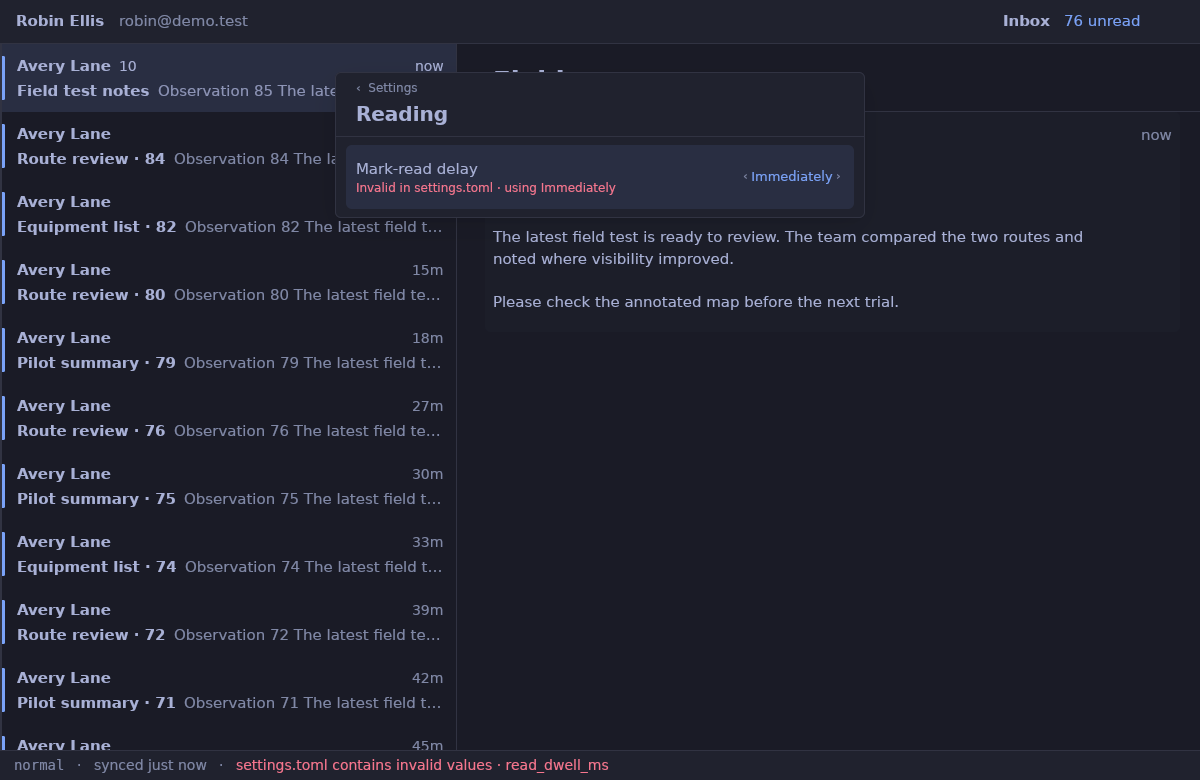 Robin Ellis robin@demo.test Inbox 76 unread
Avery Lane 10 now
Field test notes Observation 85 The late
Avery Lane
Route review · 84 Observation 84 The
Avery Lane
Equipment list · 82 Observation 82 The latest field t…
Avery Lane 15m
Route review · 80 Observation 80 The latest field te…
Avery Lane 18m
Pilot summary · 79 Observation 79 The latest field t…
Avery Lane 27m
Route review · 76 Observation 76 The latest field te…
Avery Lane 30m
Pilot summary · 75 Observation 75 The latest field t…
Avery Lane 33m
Equipment list · 74 Observation 74 The latest field t…
Avery Lane 39m
Route review · 72 Observation 72 The latest field te…
Avery Lane 42m
Pilot summary · 71 Observation 71 The latest field t…
Avery Lane 45m
‹ Settings
Reading
Mark-read delay ‹ Immediately ›
Invalid in settings.toml · using Immediately
now
The latest field test is ready to review. The team compared the two routes and
noted where visibility improved.
Please check the annotated map before the next trial.
normal · synced just now · settings.toml contains invalid values · read_dwell_ms